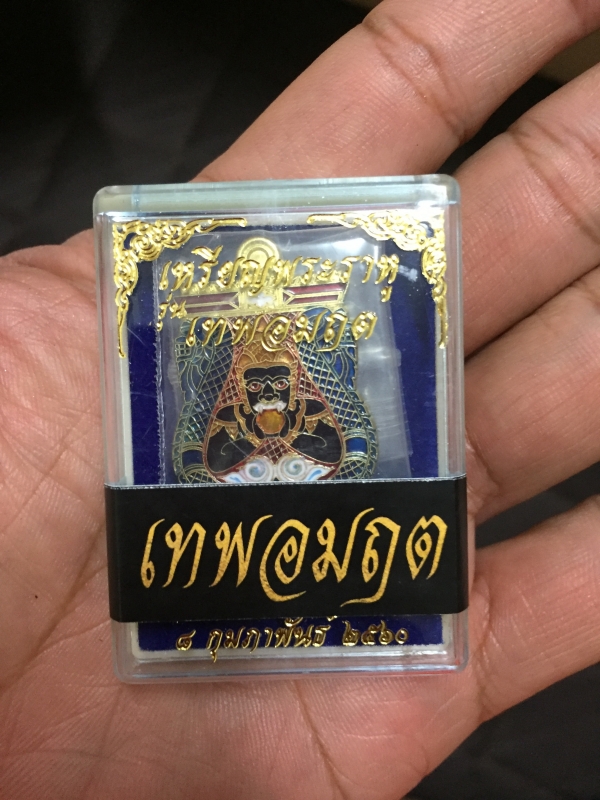 เหรียญพระราหู
รุ่น เทพอมฤต
เทพอมฤต
๘ กุมภาพันธ์ ๒๕๖๐